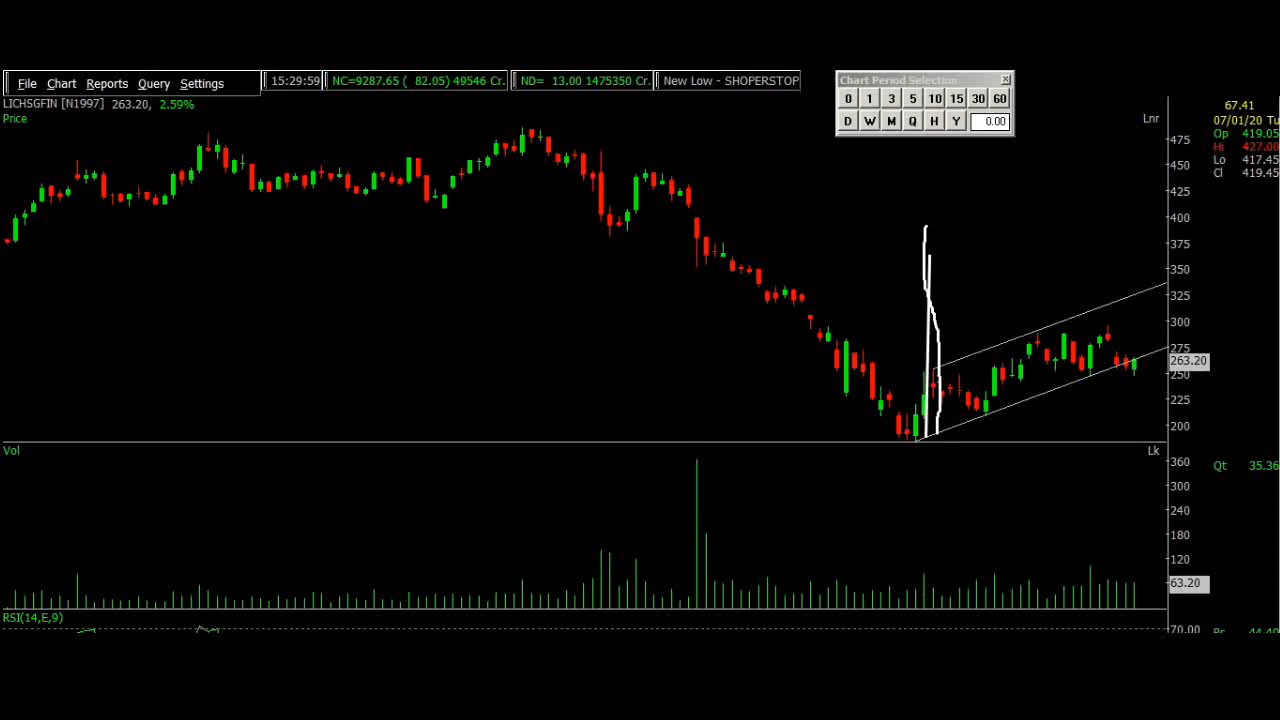 File Chart Reports Query Settings 15:29:59 NC=9287.65 ( 82.05) 49546 Cr. ND= 13.00 1475350 Cr. New Low - SHOPERSTOP
Chart Period Selection
0 1 3 5 10 15 30 60
D W M Q H Y 0.00
LICHSGFIN [N1997] 263.20, 2.59%
Price
Lnr
67.41
07/01/20 Tu
Op 419.05
Hi 427.00
Lo 417.45
Cl 419.45
475
450
425
400
375
350
325
300
275
263.20
250
225
200
Vol
Lk
360
300
240
180
120
63.20
Qt 35.36
RSI(14,E,9)
70.00